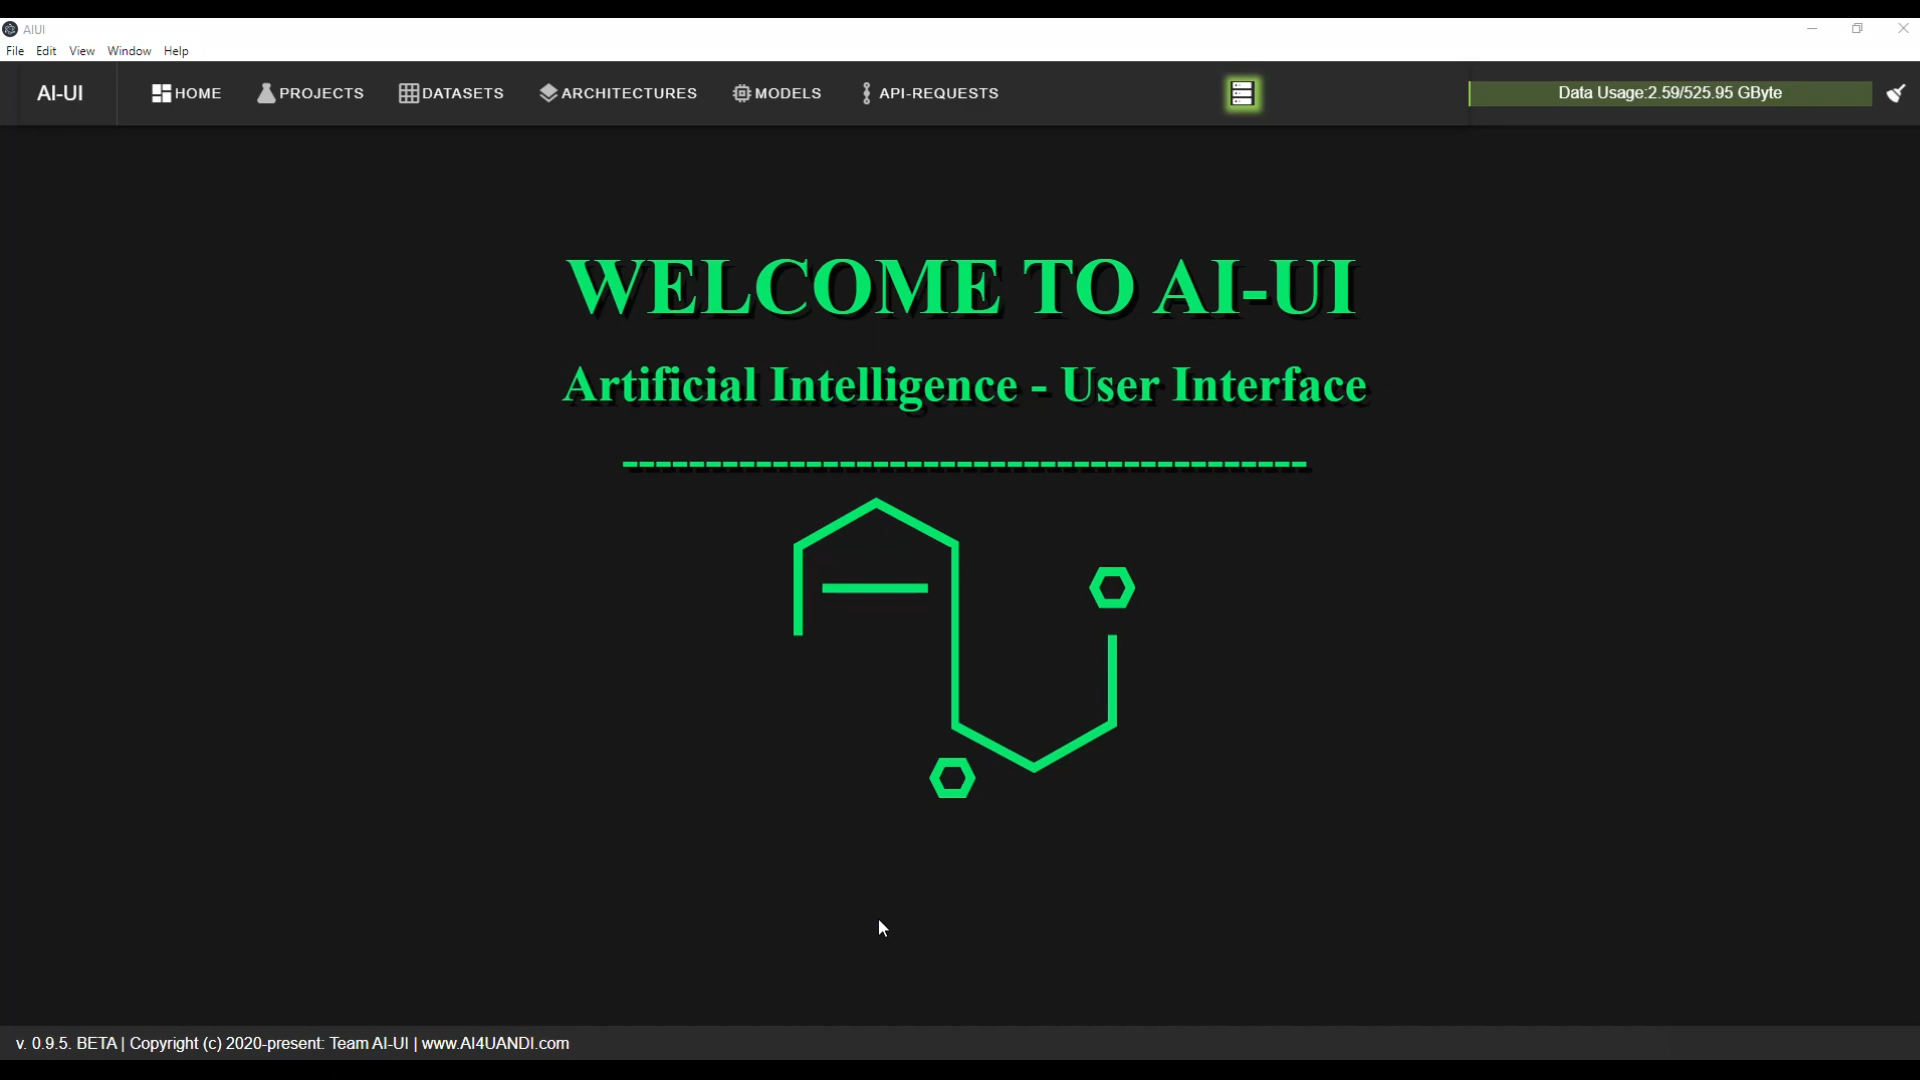 AIUI
File Edit View Window Help
AI-UI HOME PROJECTS DATASETS ARCHITECTURES MODELS API-REQUESTS Data Usage:2.59/525.95 GByte
WELCOME TO AI-UI
Artificial Intelligence - User Interface
-----------------------------------------
v. 0.9.5. BETA | Copyright (c) 2020-present: Team AI-UI | www.AI4UANDI.com